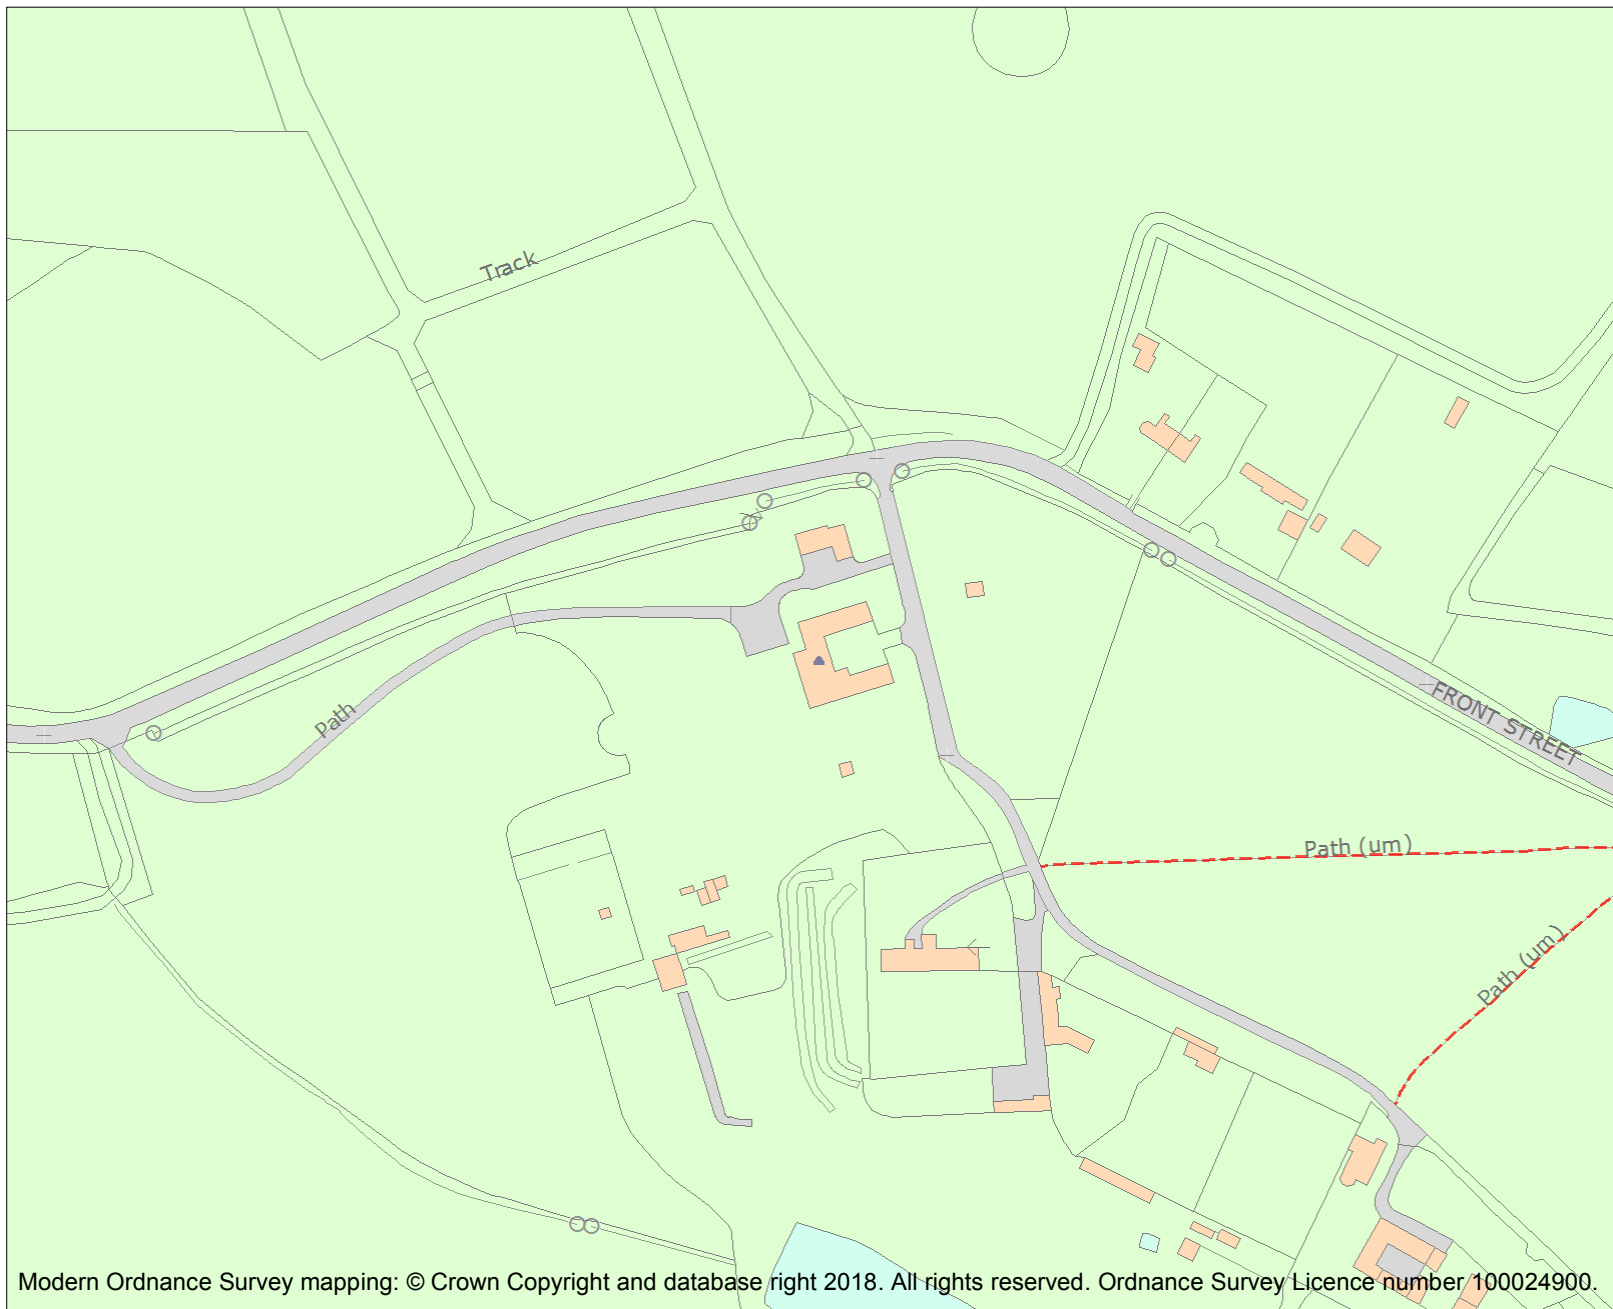 Track
Path
FRONT STREET
Path (um)
Path (um)
Modern Ordnance Survey mapping: © Crown Copyright and database right 2018. All rights reserved. Ordnance Survey Licence number 100024900.